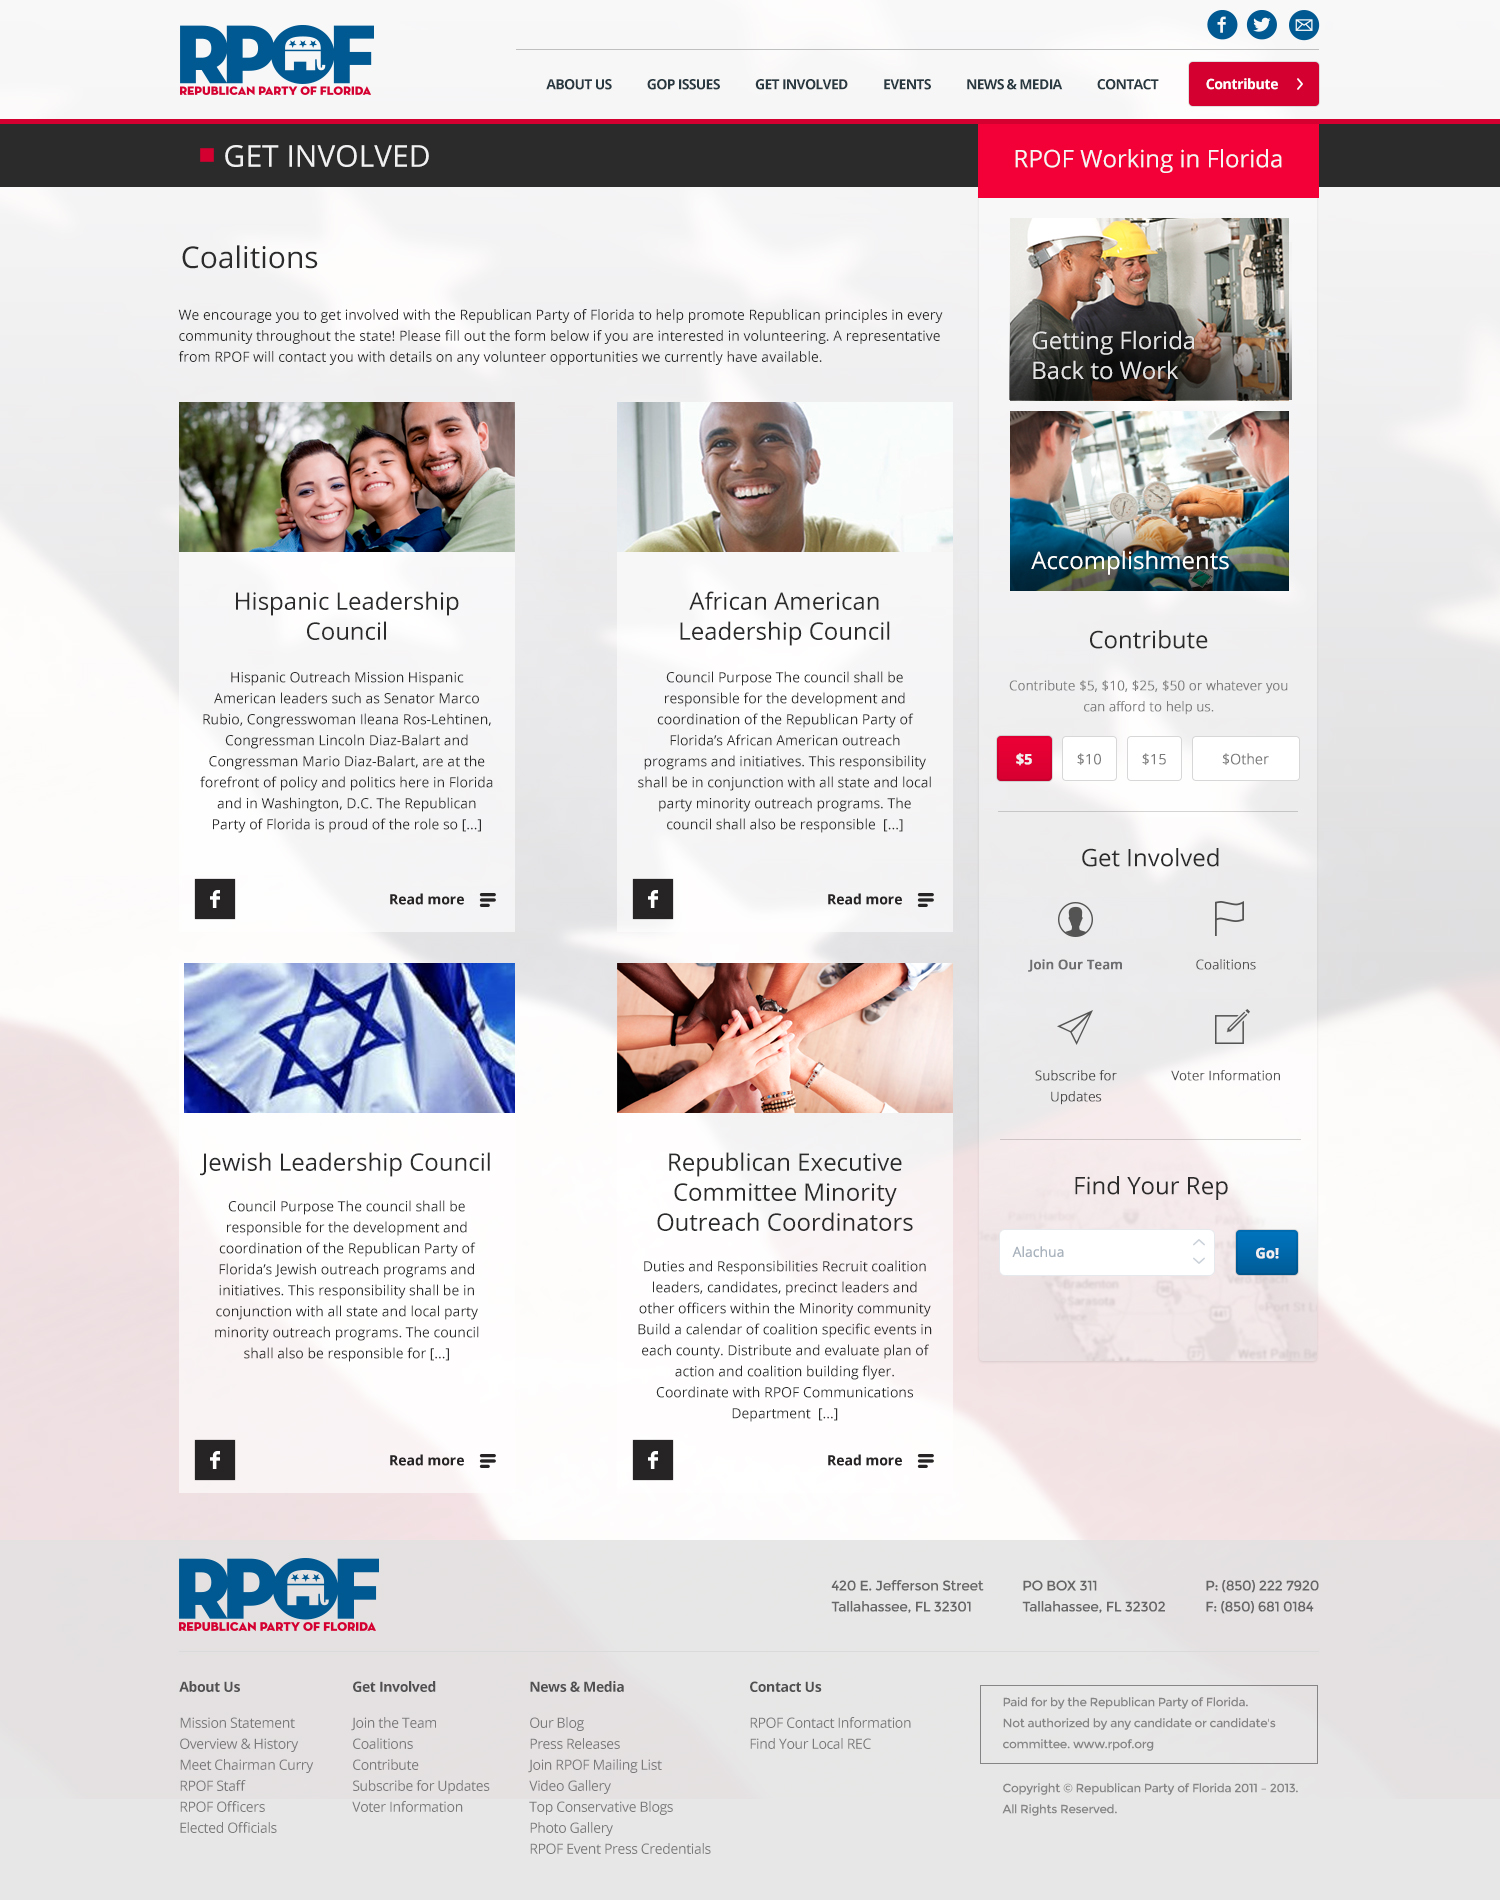 RPOF
REPUBLICAN PARTY OF FLORIDA
ABOUT US
GOP ISSUES
GET INVOLVED
EVENTS
NEWS & MEDIA
CONTACT
Contribute
GET INVOLVED
RPOF Working in Florida
Coalitions
We encourage you to get involved with the Republican Party of Florida to help promote Republican principles in every
community throughout the state! Please fill out the form below if you are interested in volunteering. A representative
from RPOF will contact you with details on any volunteer opportunities we currently have available.
Hispanic Leadership
Council
Hispanic Outreach Mission Hispanic
American leaders such as Senator Marco
Rubio, Congresswoman Ileana Ros-Lehtinen,
Congressman Lincoln Diaz-Balart and
Congressman Mario Diaz-Balart, are at the
forefront of policy and politics here in Florida
and in Washington, D.C. The Republican
Party of Florida is proud of the role so [...]
Read more
African American
Leadership Council
Council Purpose The council shall be
responsible for the development and
coordination of the Republican Party of
Florida's African American outreach
programs and initiatives. This responsibility
shall be in conjunction with all state and local
party minority outreach programs. The
council shall also be responsible [...]
Read more
Jewish Leadership Council
Council Purpose The council shall be
responsible for the development and
coordination of the Republican Party of
Florida's Jewish outreach programs and
initiatives. This responsibility shall be in
conjunction with all state and local party
minority outreach programs. The council
shall also be responsible for [...]
Read more
Republican Executive
Committee Minority
Outreach Coordinators
Duties and Responsibilities Recruit coalition
leaders, candidates, precinct leaders and
other officers within the Minority community
Build a calendar of coalition specific events in
each county. Distribute and evaluate plan of
action and coalition building flyer.
Coordinate with RPOF Communications
Department [...]
Read more
Getting Florida
Back to Work
Accomplishments
Contribute
Contribute $5, $10, $25, $50 or whatever you
can afford to help us.
$5
$10
$15
$Other
Get Involved
Join Our Team
Coalitions
Subscribe for
Updates
Voter Information
Find Your Rep
Alachua
Go!
Bradenton
Sarasota
Venice
RPOF
REPUBLICAN PARTY OF FLORIDA
420 E. Jefferson Street
Tallahassee, FL 32301
PO BOX 311
Tallahassee, FL 32302
P: (850) 222 7920
F: (850) 681 0184
About Us
Mission Statement
Overview & History
Meet Chairman Curry
RPOF Staff
RPOF Officers
Elected Officials
Get Involved
Join the Team
Coalitions
Contribute
Subscribe for Updates
Voter Information
News & Media
Our Blog
Press Releases
Join RPOF Mailing List
Video Gallery
Top Conservative Blogs
Photo Gallery
RPOF Event Press Credentials
Contact Us
RPOF Contact Information
Find Your Local REC
Paid for by the Republican Party of Florida.
Not authorized by any candidate or candidate's
committee. www.rpof.org
Copyright © Republican Party of Florida 2011 - 2013.
All Rights Reserved.